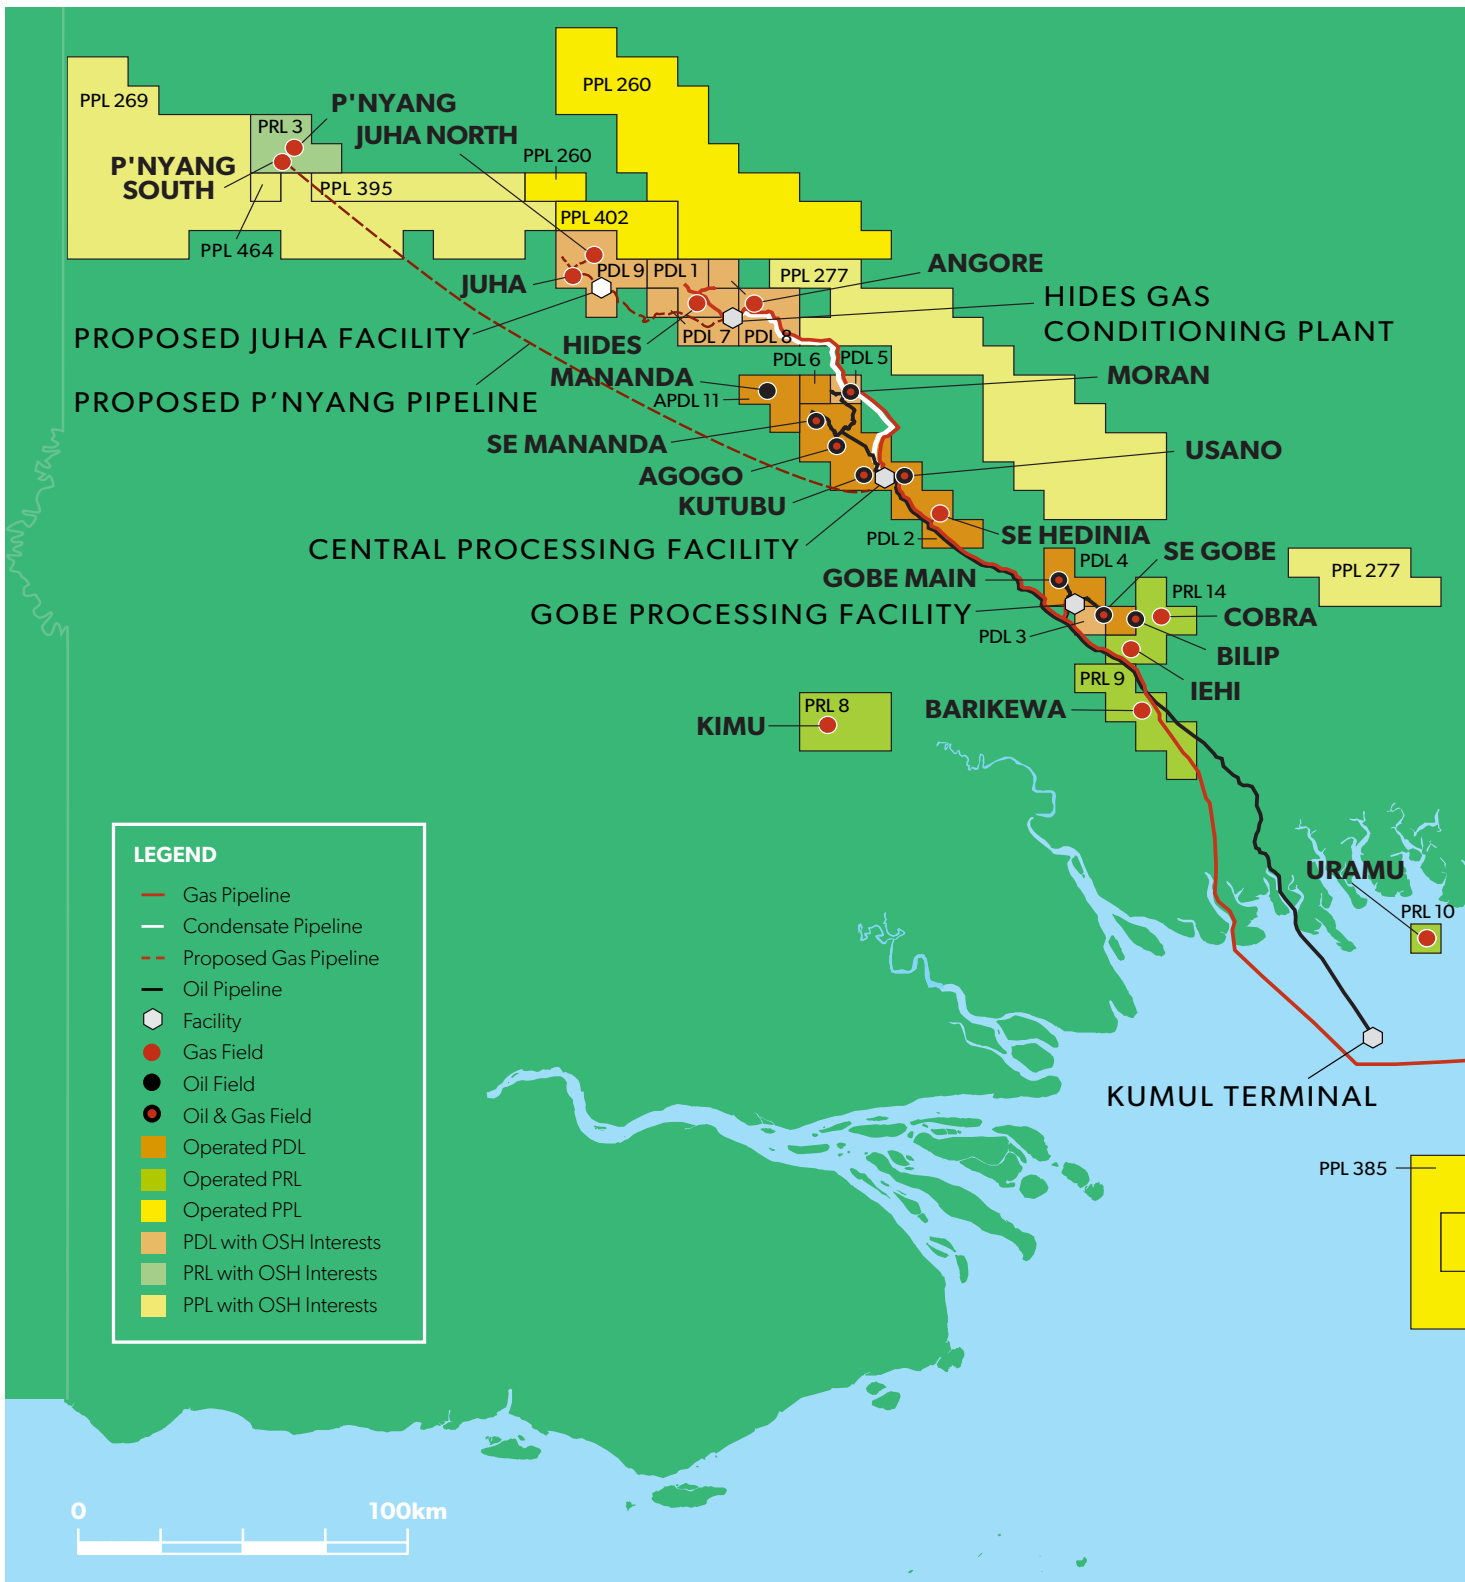 PPL 260
PPL 269
P'NYANG
PRL 3
JUHA NORTH
PPL 260
P'NYANG
SOUTH
PPL 395
PPL 402
PPL 464
ANGORE
PDL 9
PDL 1
PPL 277
JUHA
HIDES GAS
CONDITIONING PLANT
PROPOSED JUHA FACILITY
PDL 7
PDL 8
HIDES
PDL 6
PDL 5
MANANDA
MORAN
APDL 11
PROPOSED P'NYANG PIPELINE
SE MANANDA
USANO
AGOGO
KUTUBU
SE HEDINIA
PDL 2
CENTRAL PROCESSING FACILITY
SE GOBE
PDL 4
PPL 277
GOBE MAIN
PRL 14
GOBE PROCESSING FACILITY
COBRA
PDL 3
BILIP
PRL 9
IEHI
PRL 8
BARIKEWA
KIMU
URAMU
PRL 10
KUMUL TERMINAL
PPL 385
LEGEND
Gas Pipeline
Condensate Pipeline
Proposed Gas Pipeline
Oil Pipeline
Facility
Gas Field
Oil Field
Oil & Gas Field
Operated PDL
Operated PRL
Operated PPL
PDL with OSH Interests
PRL with OSH Interests
PPL with OSH Interests
0 100km